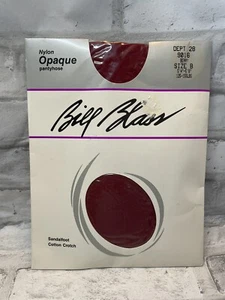 Nylon
Opaque
pantyhose
DEPT 28
SIZE B
Bill Blass
Sandalfoot
Cotton Crotch